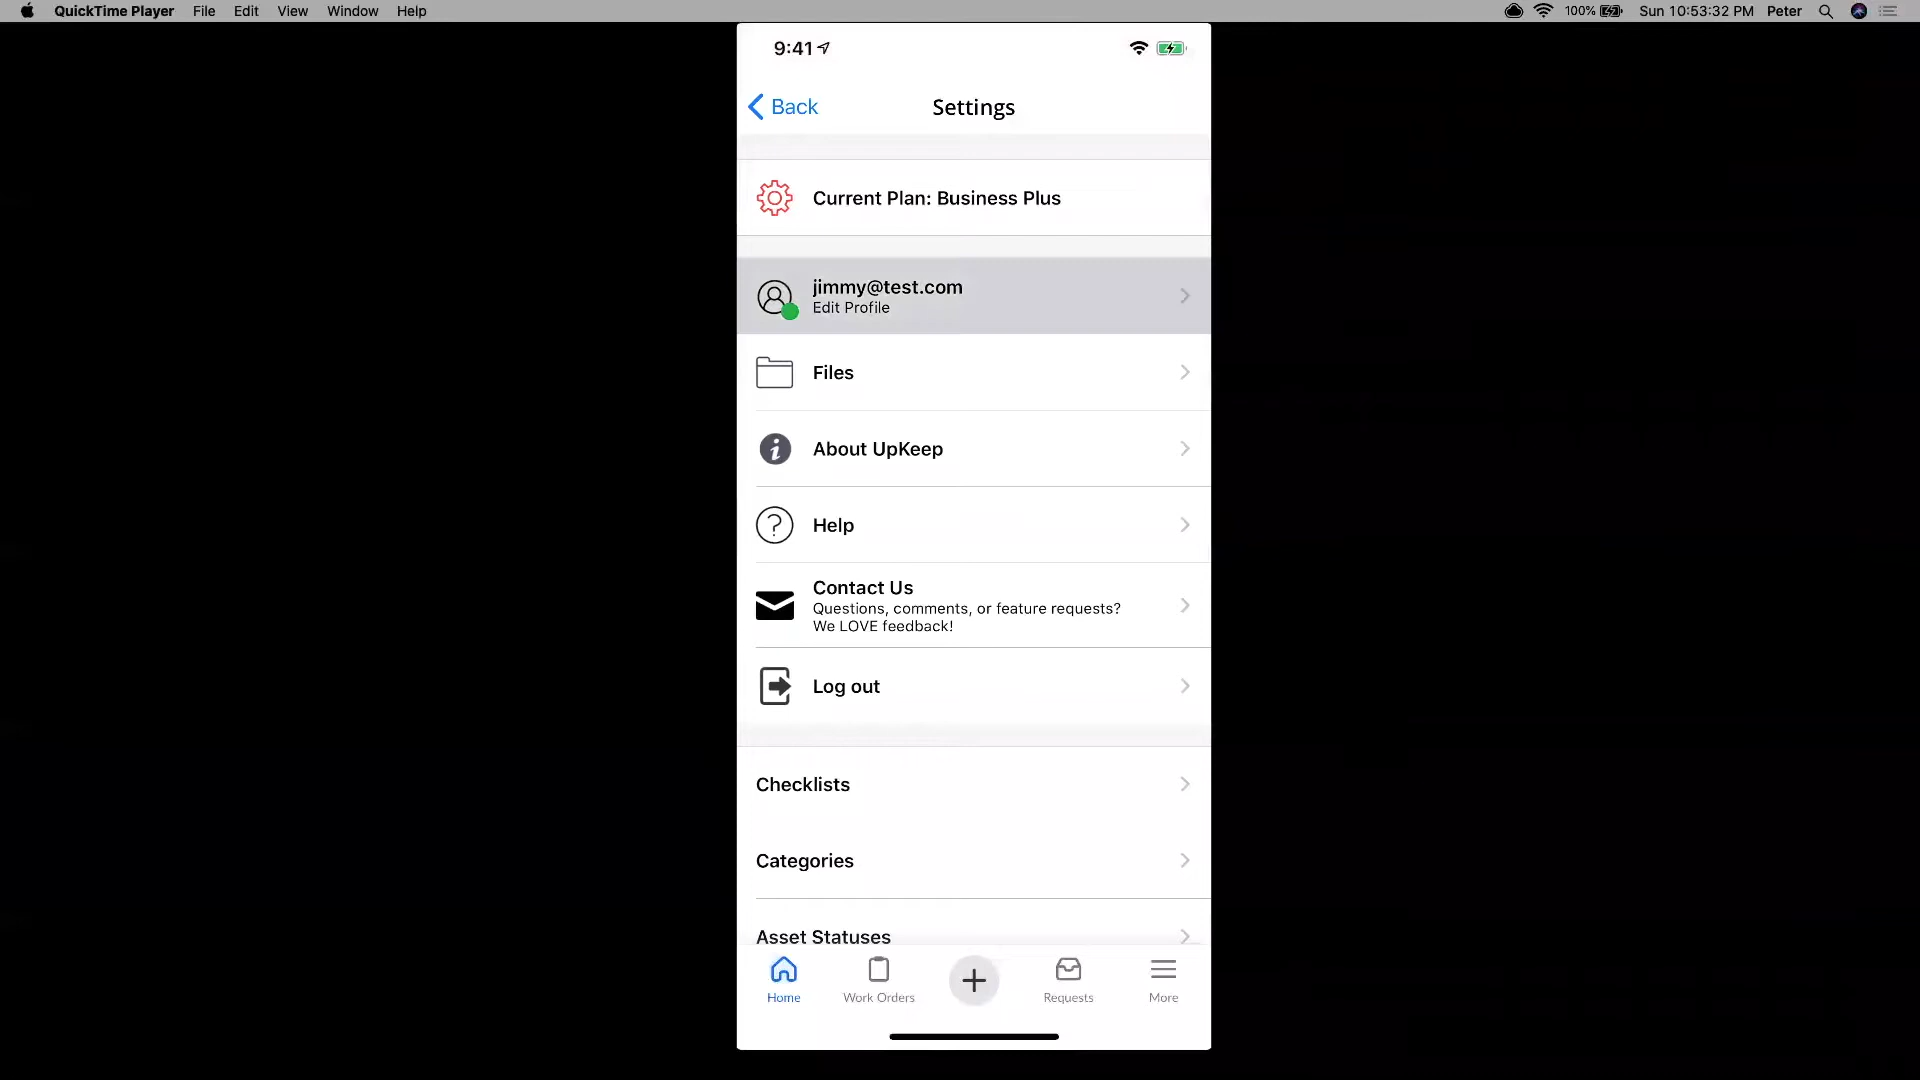 QuickTime Player File Edit View Window Help 100% Sun 10:53:32 PM Peter
9:41
Back Settings
Current Plan: Business Plus
jimmy@test.com
Edit Profile
Files
About UpKeep
Help
Contact Us
Questions, comments, or feature requests?
We LOVE feedback!
Log out
Checklists
Categories
Asset Statuses
Home Work Orders Requests More